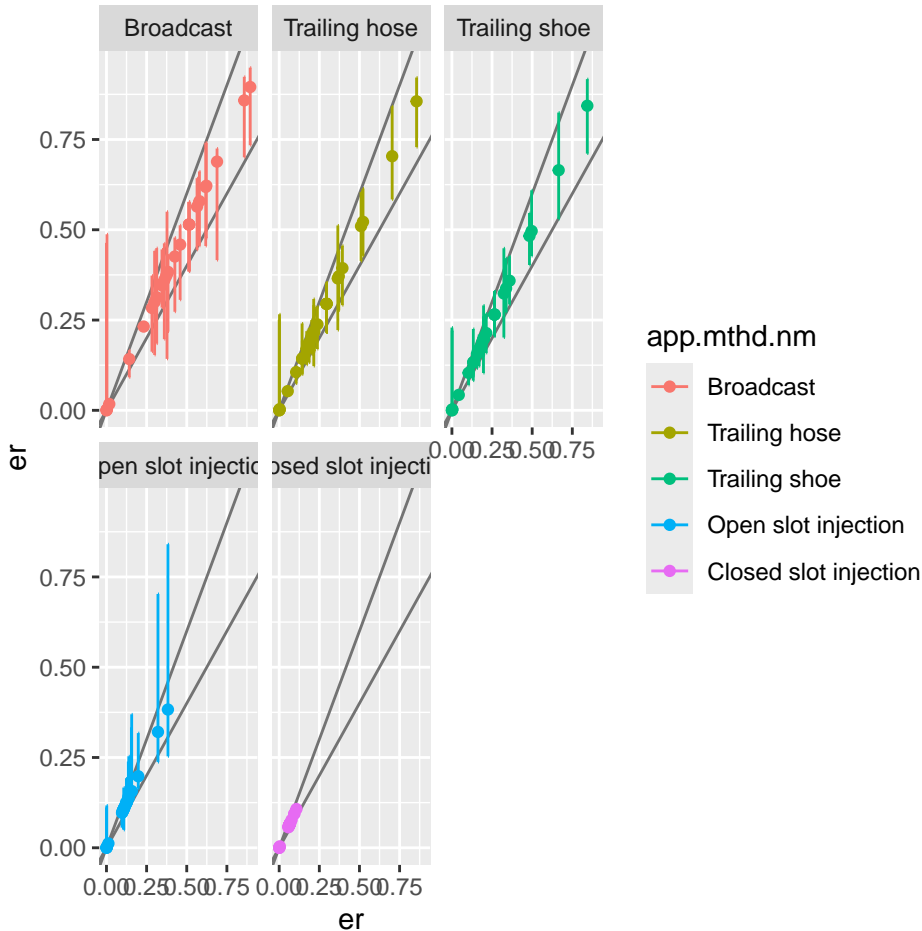 Broadcast
Trailing hose
Trailing shoe
0.75
0.50
0.25
0.00
0.00 0.25 0.50 0.75
pen slot injectio
osed slot injecti
0.75
0.50
0.25
0.00
0.00 0.25 0.50 0.75
0.00 0.25 0.50 0.75
er
er
app.mthd.nm
Broadcast
Trailing hose
Trailing shoe
Open slot injection
Closed slot injection